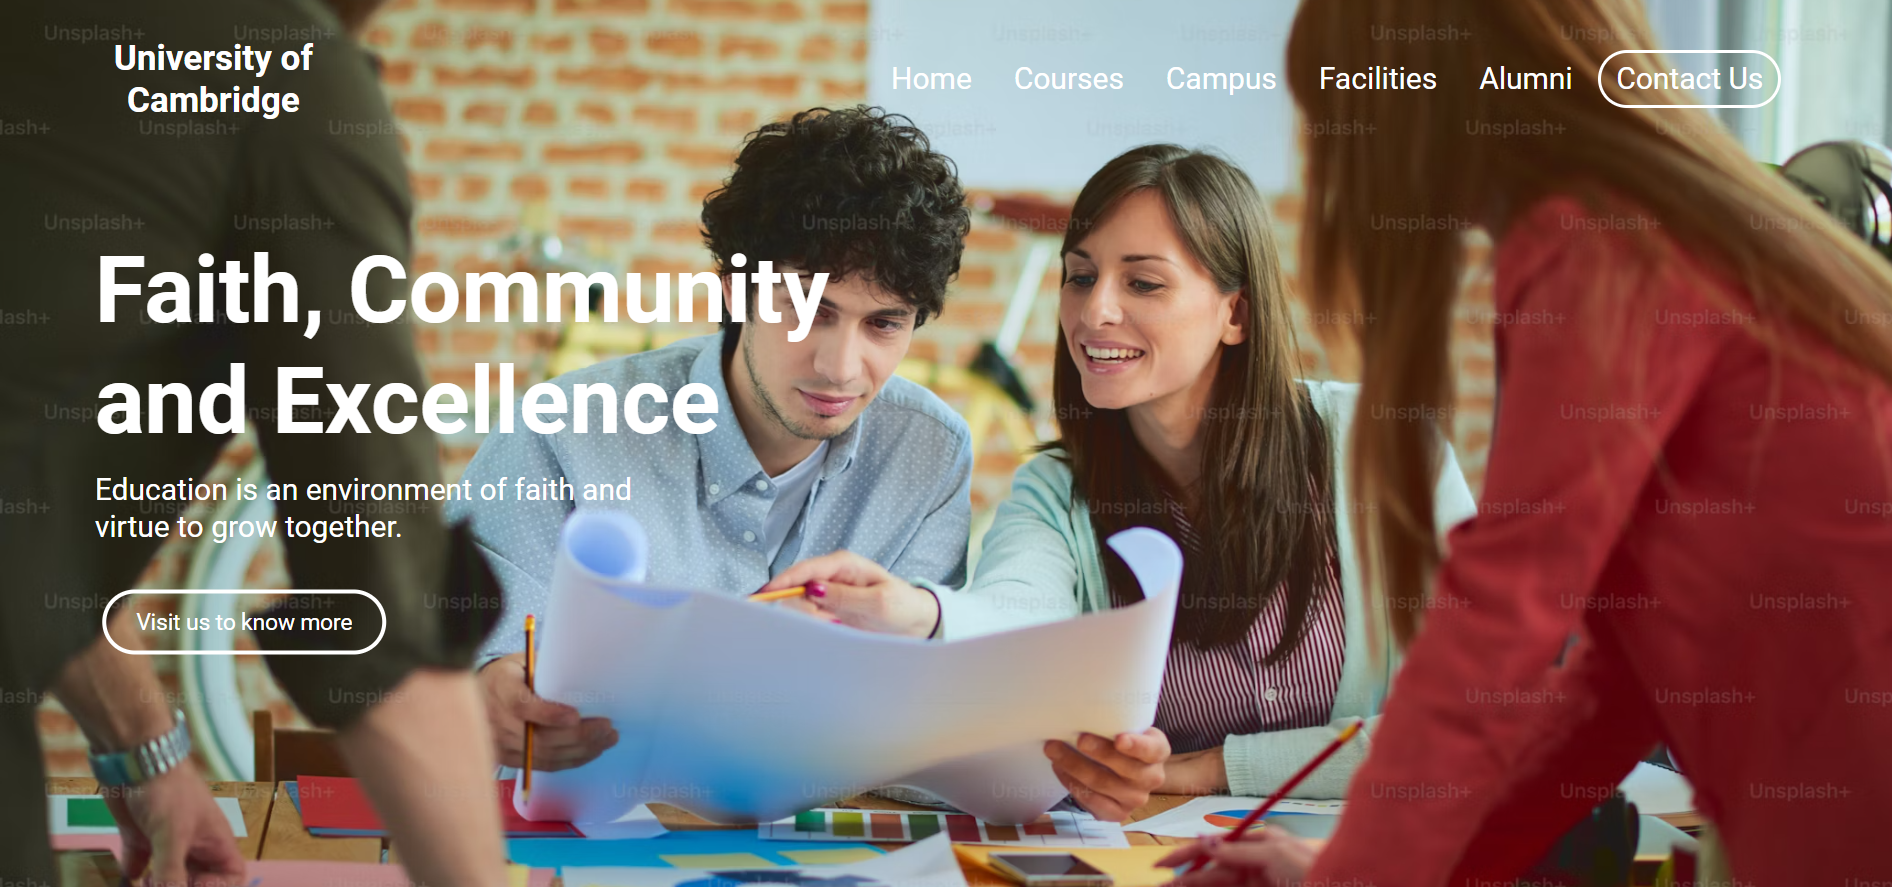 University of
Cambridge
Home Courses Campus Facilities Alumni Contact Us
Faith, Community
and Excellence
Education is an environment of faith and
virtue to grow together.
Visit us to know more
Unsplash+